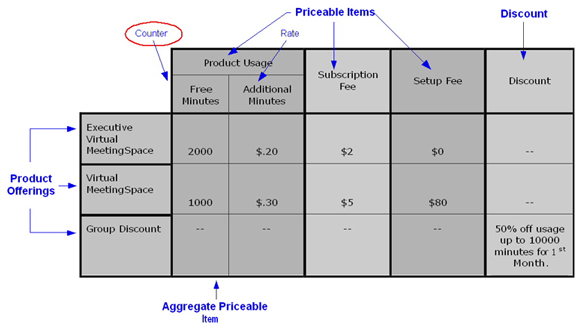 Priceable Items
Discount
Counter
Rate
Product Usage
Subscription
Fee
Setup Fee
Discount
Free
Minutes
Additional
Minutes
Product
Offerings
Executive
Virtual
MeetingSpace
2000
$.20
$2
$0
--
Virtual
MeetingSpace
1000
$.30
$5
$80
--
Group Discount
--
--
--
--
50% off usage
up to 10000
minutes for 1st
Month.
Aggregate Priceable
Item